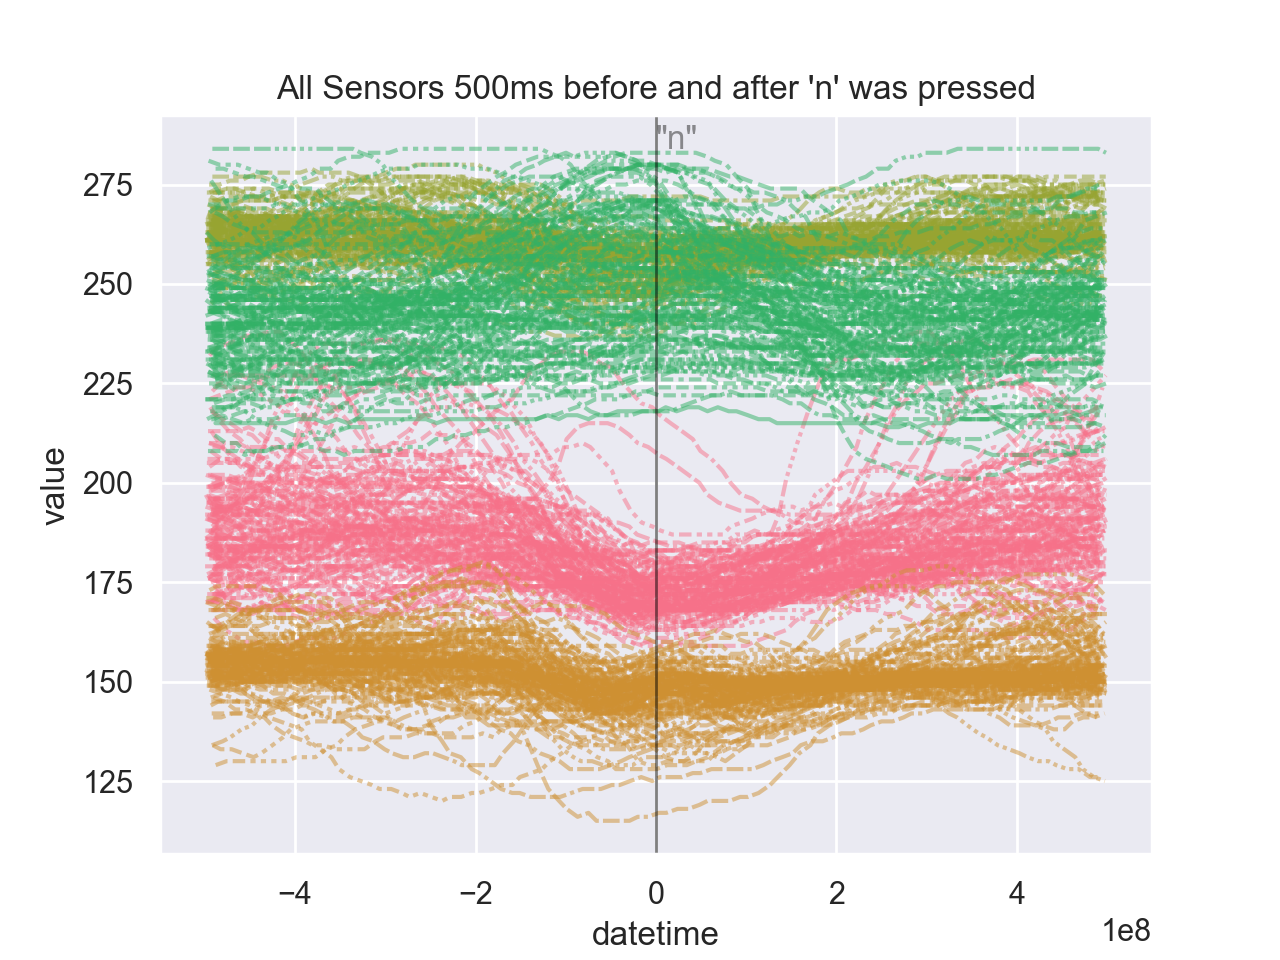 All Sensors 500ms before and after 'n' was pressed
"n"
275
250
225
200
175
150
125
value
−4 −2 0 2 4
1e8
datetime